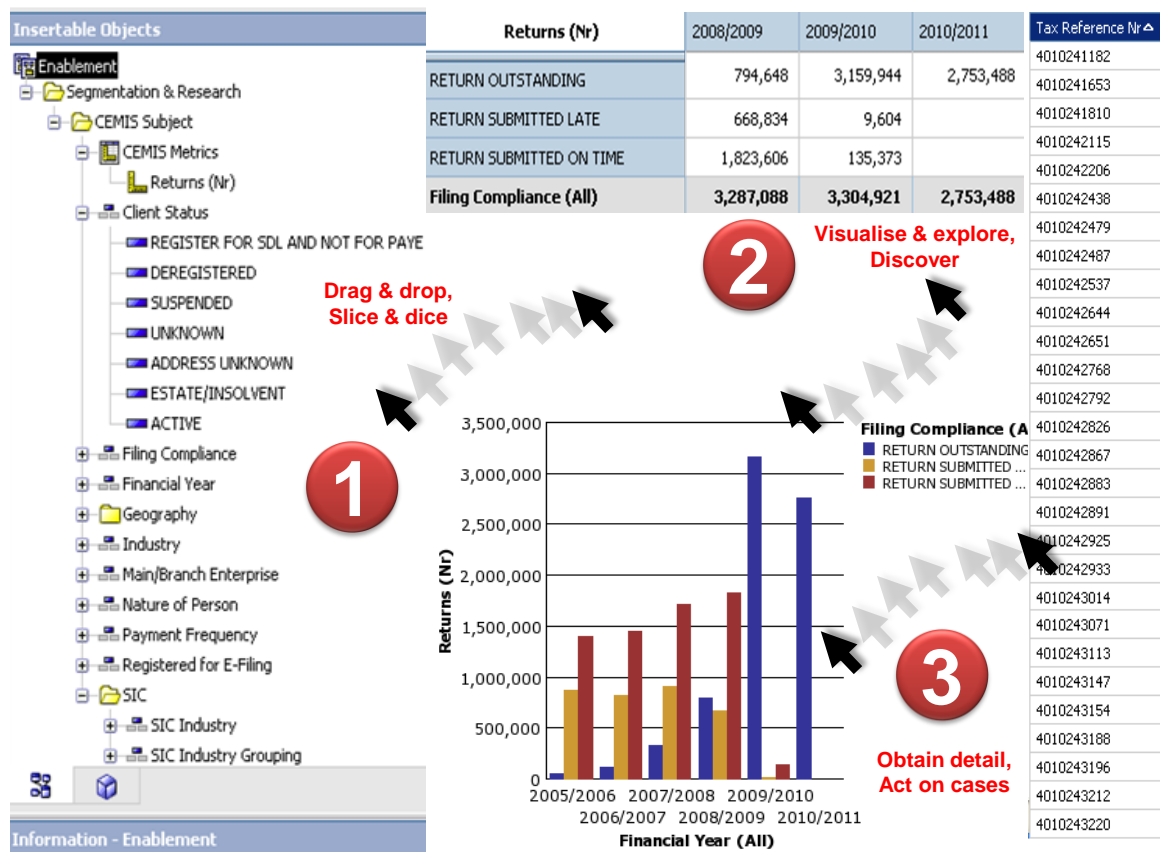 Insertable Objects
Enablement
Segmentation & Research
CEMIS Subject
CEMIS Metrics
Returns (Nr)
Client Status
REGISTER FOR SDL AND NOT FOR PAYE
DEREGISTERED
SUSPENDED
UNKNOWN
ADDRESS UNKNOWN
ESTATE/INSOLVENT
ACTIVE
Filing Compliance
Financial Year
Geography
Industry
Main/Branch Enterprise
Nature of Person
Payment Frequency
Registered for E-Filing
SIC
SIC Industry
SIC Industry Grouping
Information - Enablement
Drag & drop,
Slice & dice
1
Returns (Nr) 2008/2009 2009/2010 2010/2011
RETURN OUTSTANDING 794,648 3,159,944 2,753,488
RETURN SUBMITTED LATE 668,834 9,604
RETURN SUBMITTED ON TIME 1,823,606 135,373
Filing Compliance (All) 3,287,088 3,304,921 2,753,488
2
Visualise & explore,
Discover
3,500,000
3,000,000
2,500,000
2,000,000
1,500,000
1,000,000
500,000
0
Returns (Nr)
2005/2006 2007/2008 2009/2010
2006/2007 2008/2009 2010/2011
Financial Year (All)
Filing Compliance (A
RETURN OUTSTANDING
RETURN SUBMITTED ...
RETURN SUBMITTED ...
3
Obtain detail,
Act on cases
Tax Reference Nr
4010241182
4010241653
4010241810
4010242115
4010242206
4010242438
4010242479
4010242487
4010242537
4010242644
4010242651
4010242768
4010242792
4010242826
4010242867
4010242883
4010242891
4010242925
4010242933
4010243014
4010243071
4010243113
4010243147
4010243154
4010243188
4010243196
4010243212
4010243220